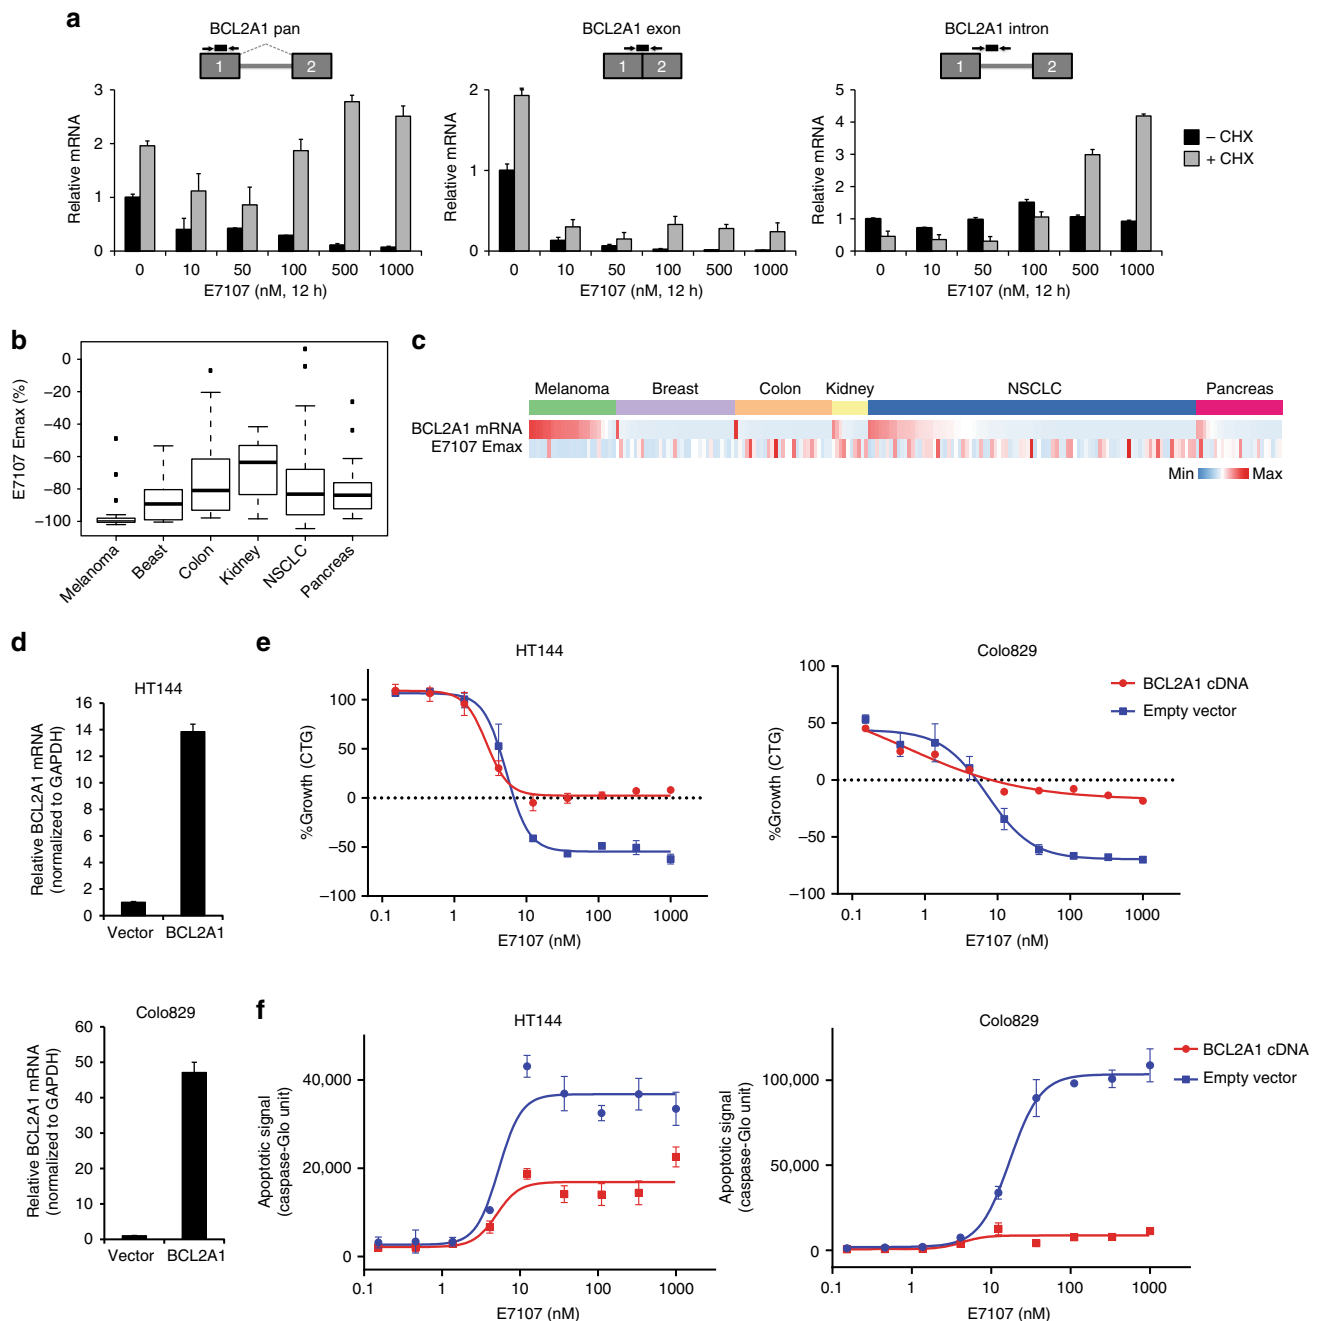 a
BCL2A1 pan
BCL2A1 exon
BCL2A1 intron
1
2
1
2
1
2
Relative mRNA
3
2
1
0
0
10
50
100
500
1000
E7107 (nM, 12 h)
Relative mRNA
2
1
0
0
10
50
100
500
1000
E7107 (nM, 12 h)
Relative mRNA
5
4
3
2
1
0
0
10
50
100
500
1000
E7107 (nM, 12 h)
– CHX
+ CHX
b
E7107 Emax (%)
0
−20
−40
−60
−80
−100
Melanoma
Beast
Colon
Kidney
NSCLC
Pancreas
c
Melanoma
Breast
Colon
Kidney
NSCLC
Pancreas
BCL2A1 mRNA
E7107 Emax
Min
Max
d
HT144
Relative BCL2A1 mRNA
(normalized to GAPDH)
16
14
12
10
8
6
4
2
0
Vector
BCL2A1
Colo829
Relative BCL2A1 mRNA
(normalized to GAPDH)
60
50
40
30
20
10
0
Vector
BCL2A1
e
HT144
%Growth (CTG)
100
50
0
−50
−100
0.1
1
10
100
1000
E7107 (nM)
Colo829
%Growth (CTG)
100
50
0
−50
−100
0.1
1
10
100
1000
E7107 (nM)
BCL2A1 cDNA
Empty vector
f
HT144
Apoptotic signal
(caspase-Glo unit)
40,000
20,000
0
0.1
1
10
100
1000
E7107 (nM)
Colo829
Apoptotic signal
(caspase-Glo unit)
100,000
50,000
0
0.1
1
10
100
1000
E7107 (nM)
BCL2A1 cDNA
Empty vector